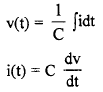 v(t) = 1/C ∫idt
i(t) = C dv/dt